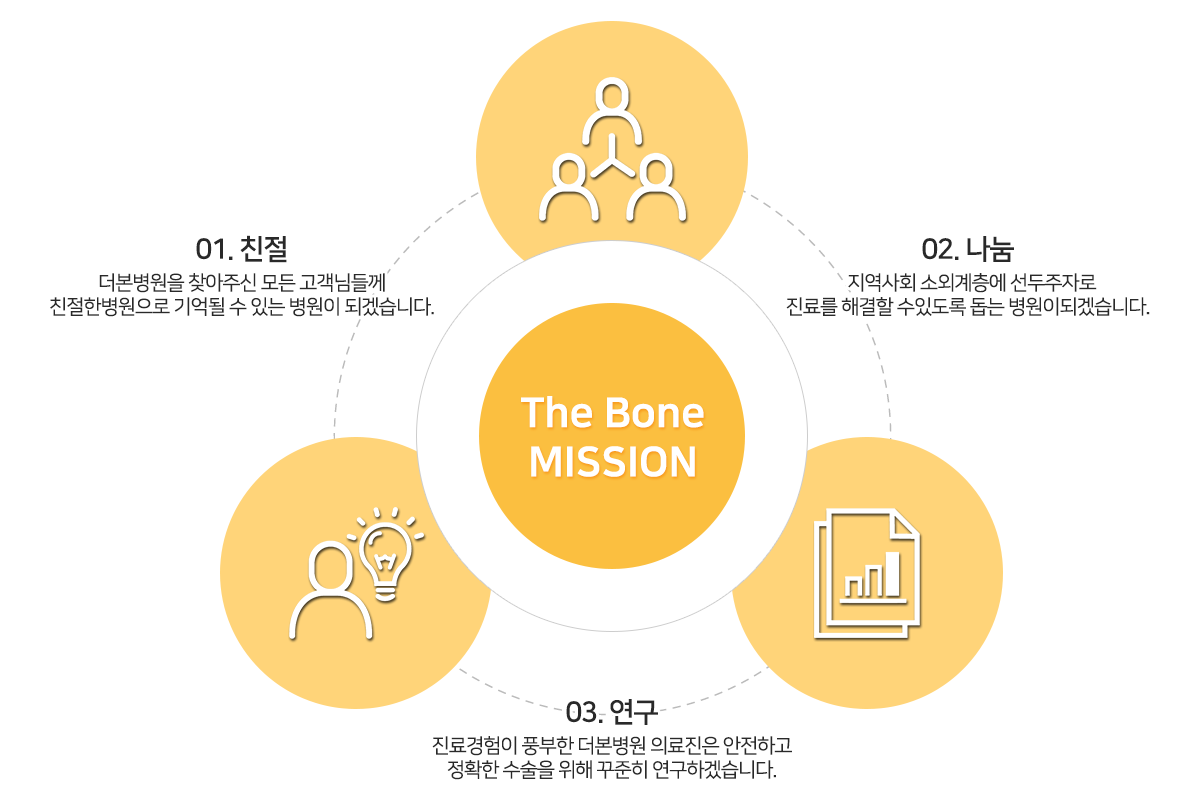 01. 친절
더본병원을 찾아주신 모든 고객님들께
친절한병원으로 기억될 수 있는 병원이 되겠습니다.
02. 나눔
지역사회 소외계층에 선두주자로
진료를 해결할 수있도록 돕는 병원이되겠습니다.
The Bone
MISSION
03. 연구
진료경험이 풍부한 더본병원 의료진은 안전하고
정확한 수술을 위해 꾸준히 연구하겠습니다.